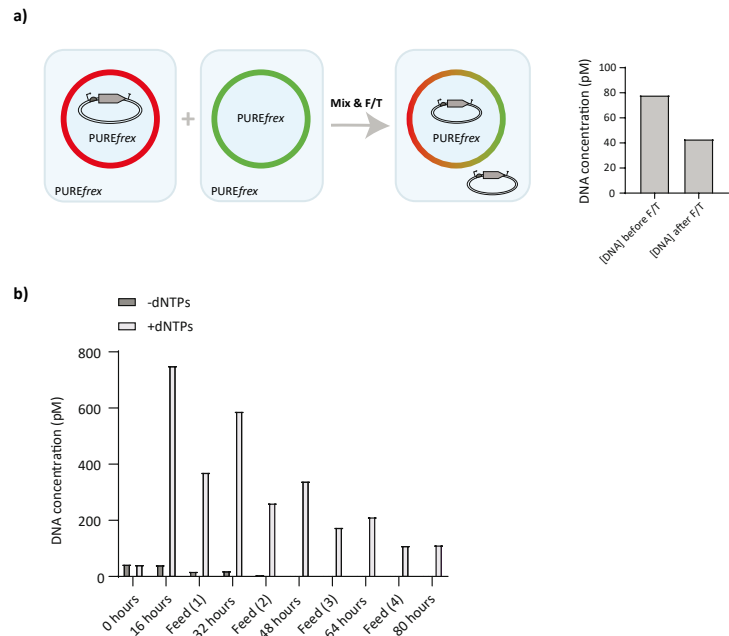 a)
PUREfrex
PUREfrex
+
PUREfrex
PUREfrex
Mix & F/T
PUREfrex
DNA concentration (pM)
100
80
60
40
20
0
[DNA] before F/T
[DNA] after F/T
b)
-dNTPs
+dNTPs
DNA concentration (pM)
800
600
400
200
0
0 hours
16 hours
Feed (1)
32 hours
Feed (2)
48 hours
Feed (3)
64 hours
Feed (4)
80 hours